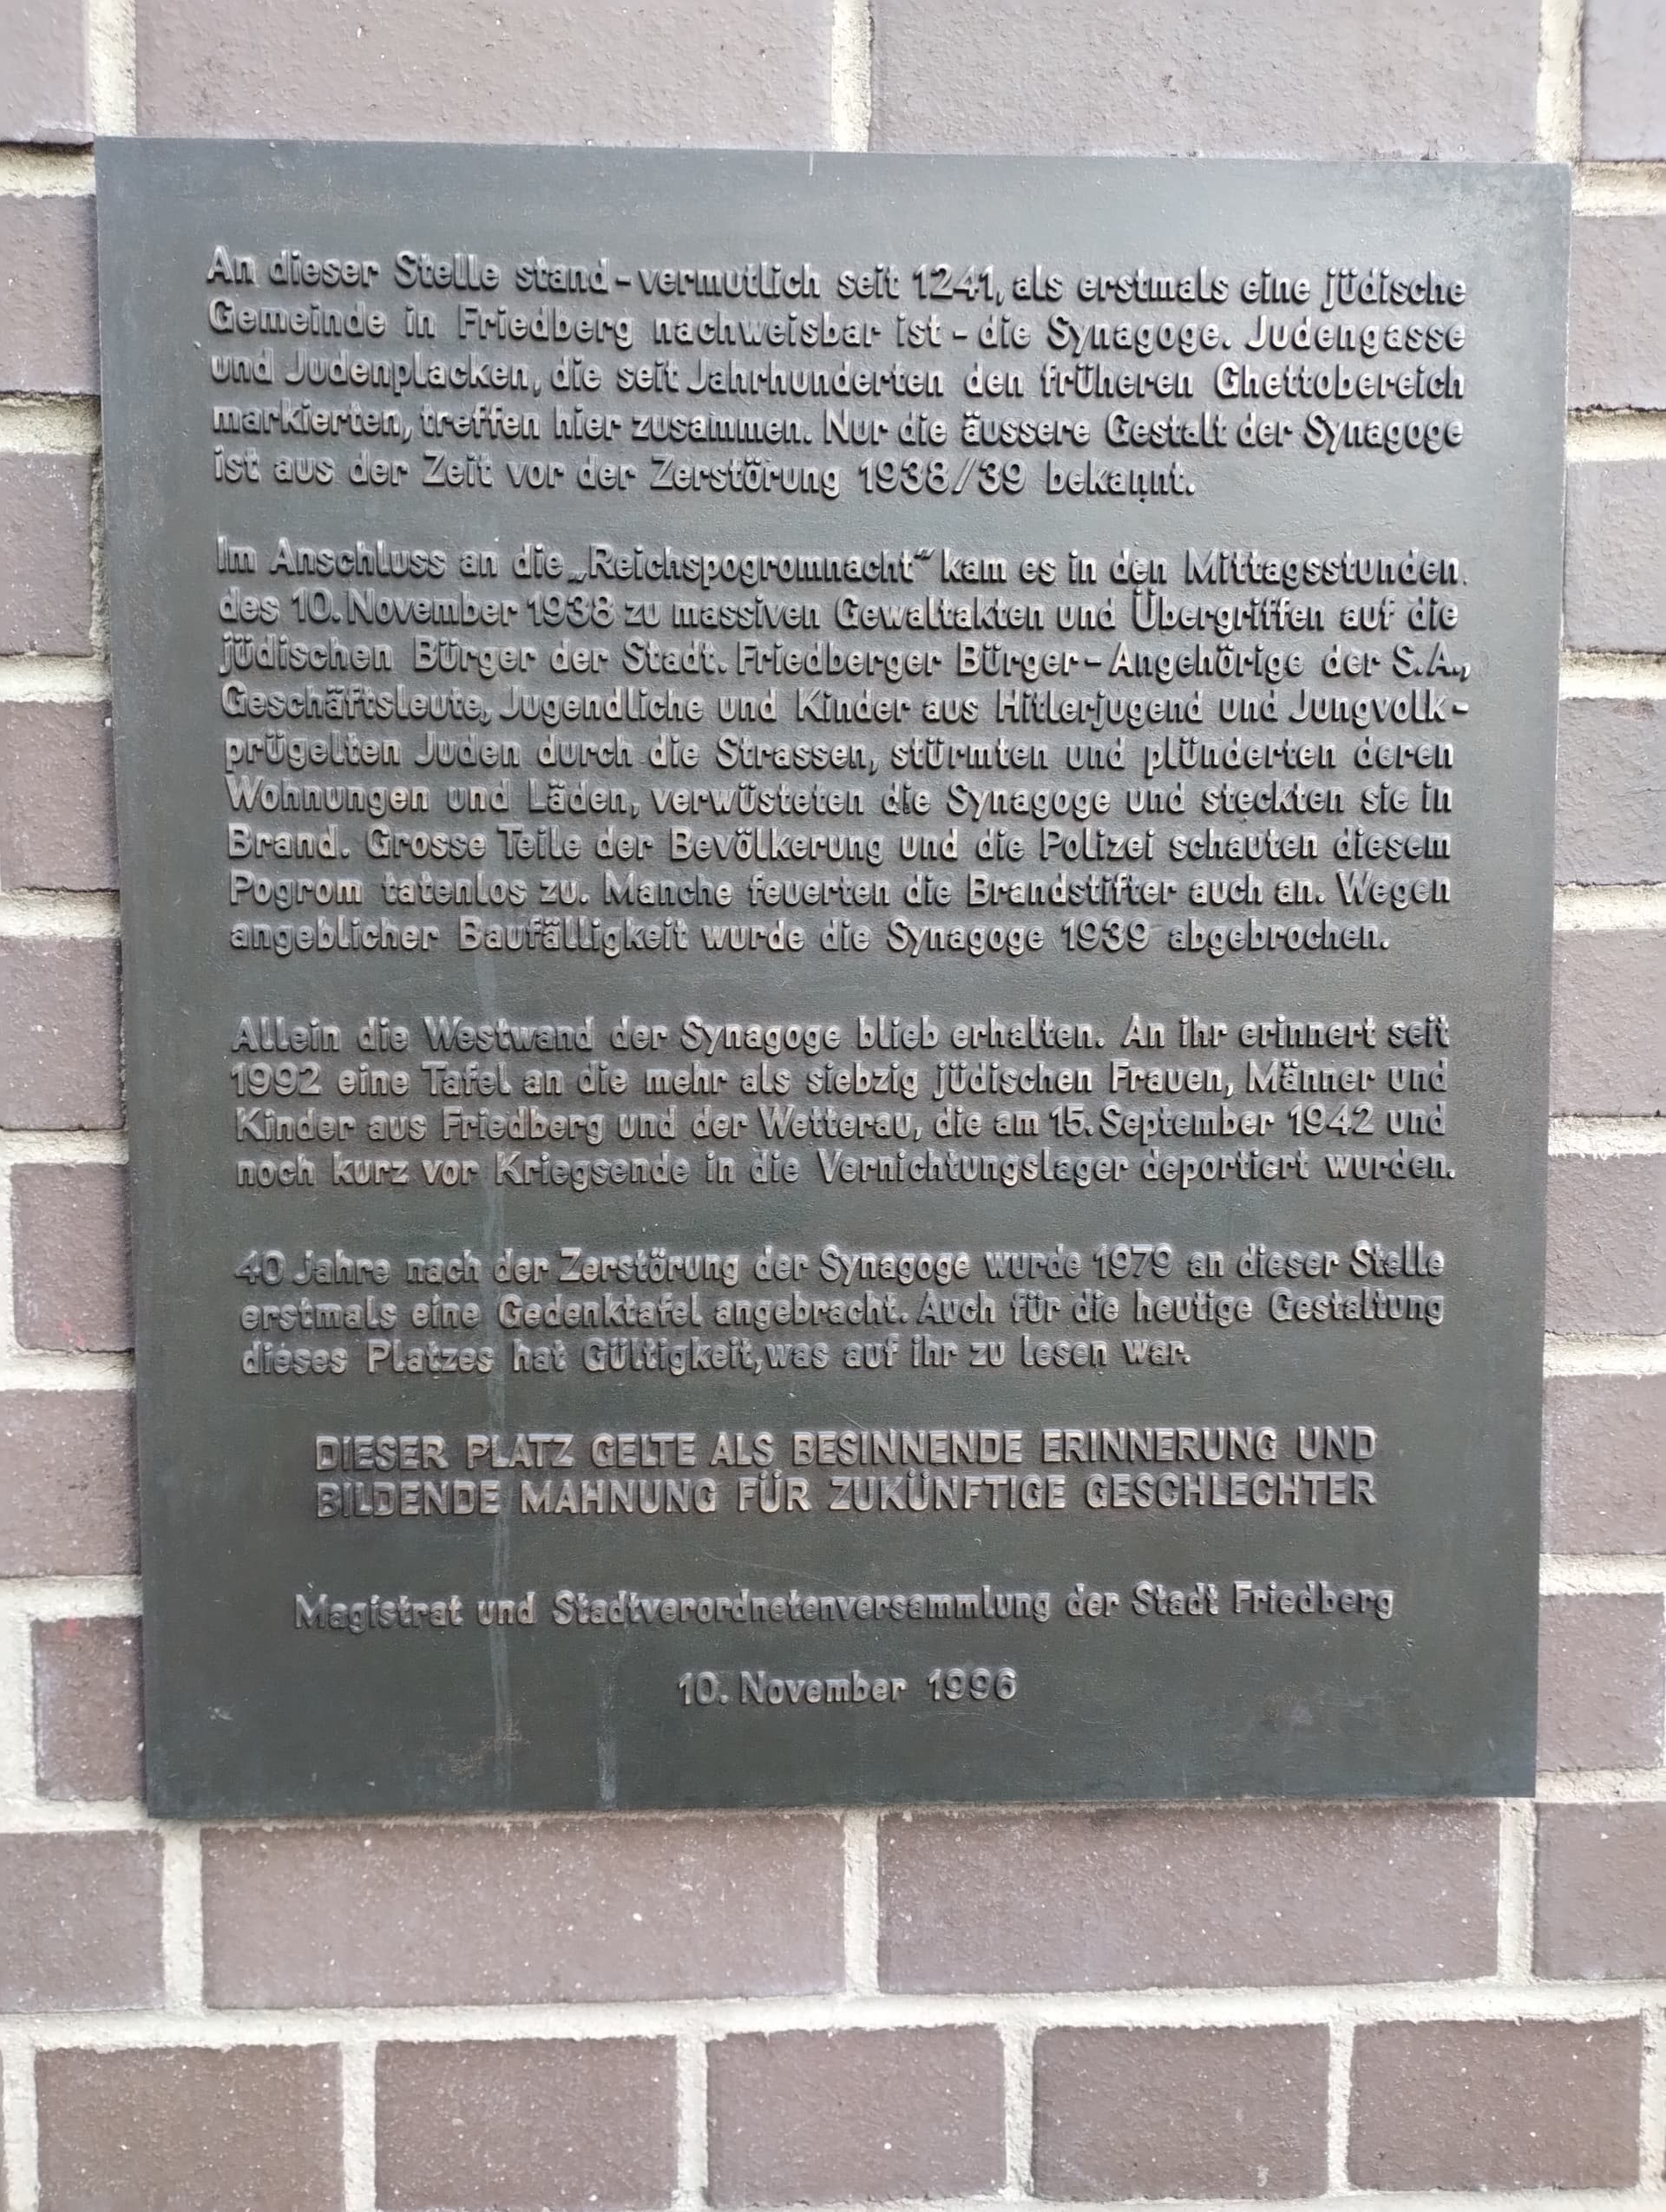 An dieser Stelle stand - vermutlich seit 1241, als erstmals eine jüdische
Gemeinde in Friedberg nachweisbar ist - die Synagoge. Judengasse
und Judenplacken, die seit Jahrhunderten den früheren Ghettobereich
markierten, treffen hier zusammen. Nur die äussere Gestalt der Synagoge
ist aus der Zeit vor der Zerstörung 1938/39 bekannt.
Im Anschluss an die „Reichspogromnacht“ kam es in den Mittagsstunden
des 10. November 1938 zu massiven Gewaltakten und Übergriffen auf die
jüdischen Bürger der Stadt. Friedberger Bürger - Angehörige der S.A.,
Geschäftsleute, Jugendliche und Kinder aus Hitlerjugend und Jungvolk -
prügelten Juden durch die Strassen, stürmten und plünderten deren
Wohnungen und Läden, verwüsteten die Synagoge und steckten sie in
Brand. Grosse Teile der Bevölkerung und die Polizei schauten diesem
Pogrom tatenlos zu. Manche feuerten die Brandstifter auch an. Wegen
angeblicher Baufälligkeit wurde die Synagoge 1939 abgebrochen.
Allein die Westwand der Synagoge blieb erhalten. An ihr erinnert seit
1992 eine Tafel an die mehr als siebzig jüdischen Frauen, Männer und
Kinder aus Friedberg und der Wetterau, die am 15. September 1942 und
noch kurz vor Kriegsende in die Vernichtungslager deportiert wurden.
40 Jahre nach der Zerstörung der Synagoge wurde 1979 an dieser Stelle
erstmals eine Gedenktafel angebracht. Auch für die heutige Gestaltung
dieses Platzes hat Gültigkeit, was auf ihr zu lesen war.
DIESER PLATZ GELTE ALS BESINNENDE ERINNERUNG UND
BILDENDE MAHNUNG FÜR ZUKÜNFTIGE GESCHLECHTER
Magistrat und Stadtverordnetenversammlung der Stadt Friedberg
10. November 1996